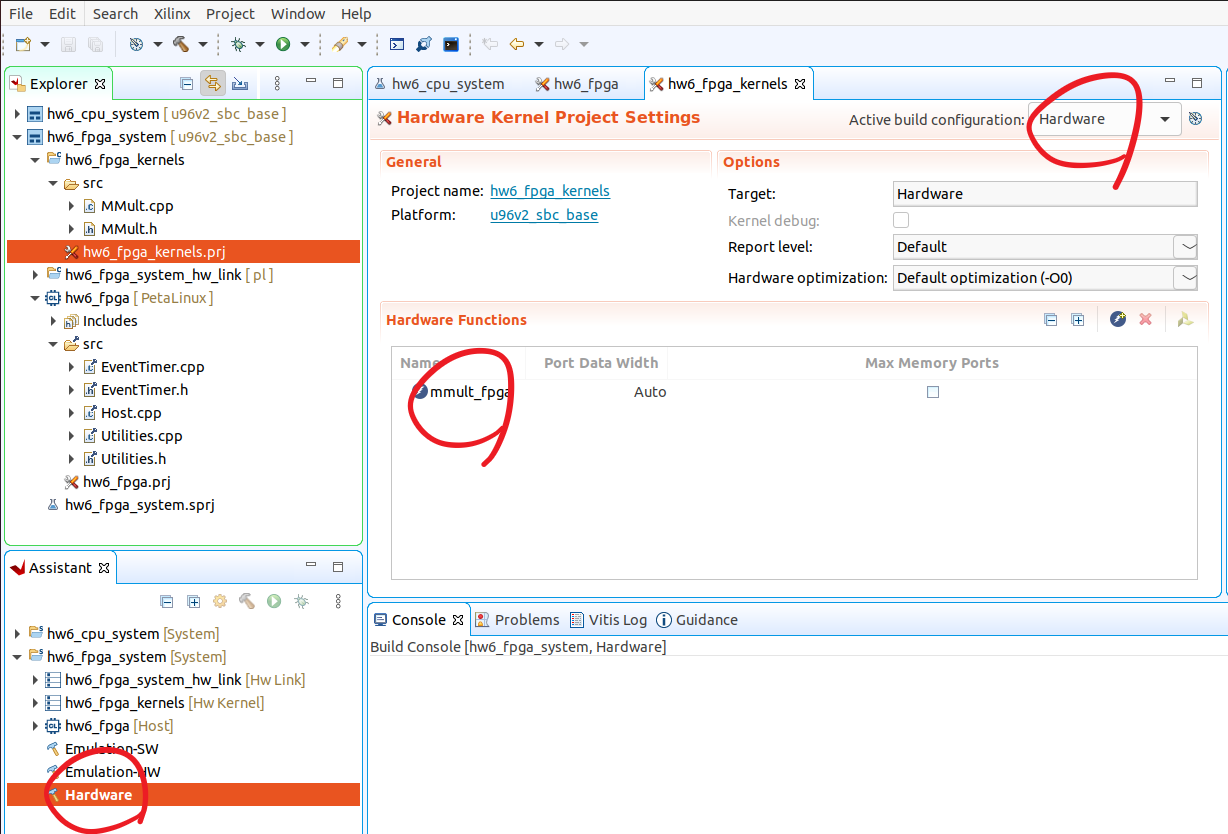 File Edit Search Xilinx Project Window Help
Explorer
hw6_cpu_system [ u96v2_sbc_base ]
hw6_fpga_system [ u96v2_sbc_base ]
hw6_fpga_kernels
src
MMult.cpp
MMult.h
hw6_fpga_kernels.prj
hw6_fpga_system_hw_link [ pl ]
hw6_fpga [ PetaLinux ]
Includes
src
EventTimer.cpp
EventTimer.h
Host.cpp
Utilities.cpp
Utilities.h
hw6_fpga.prj
hw6_fpga_system.sprj
Assistant
hw6_cpu_system [System]
hw6_fpga_system [System]
hw6_fpga_system_hw_link [Hw Link]
hw6_fpga_kernels [Hw Kernel]
hw6_fpga [Host]
Emulation-SW
Emulation-HW
Hardware
hw6_cpu_system hw6_fpga hw6_fpga_kernels
Hardware Kernel Project Settings
Active build configuration: Hardware
General
Project name: hw6_fpga_kernels
Platform: u96v2_sbc_base
Options
Target: Hardware
Kernel debug:
Report level: Default
Hardware optimization: Default optimization (-O0)
Hardware Functions
Name Port Data Width Max Memory Ports
mmult_fpga Auto
Console Problems Vitis Log Guidance
Build Console [hw6_fpga_system, Hardware]